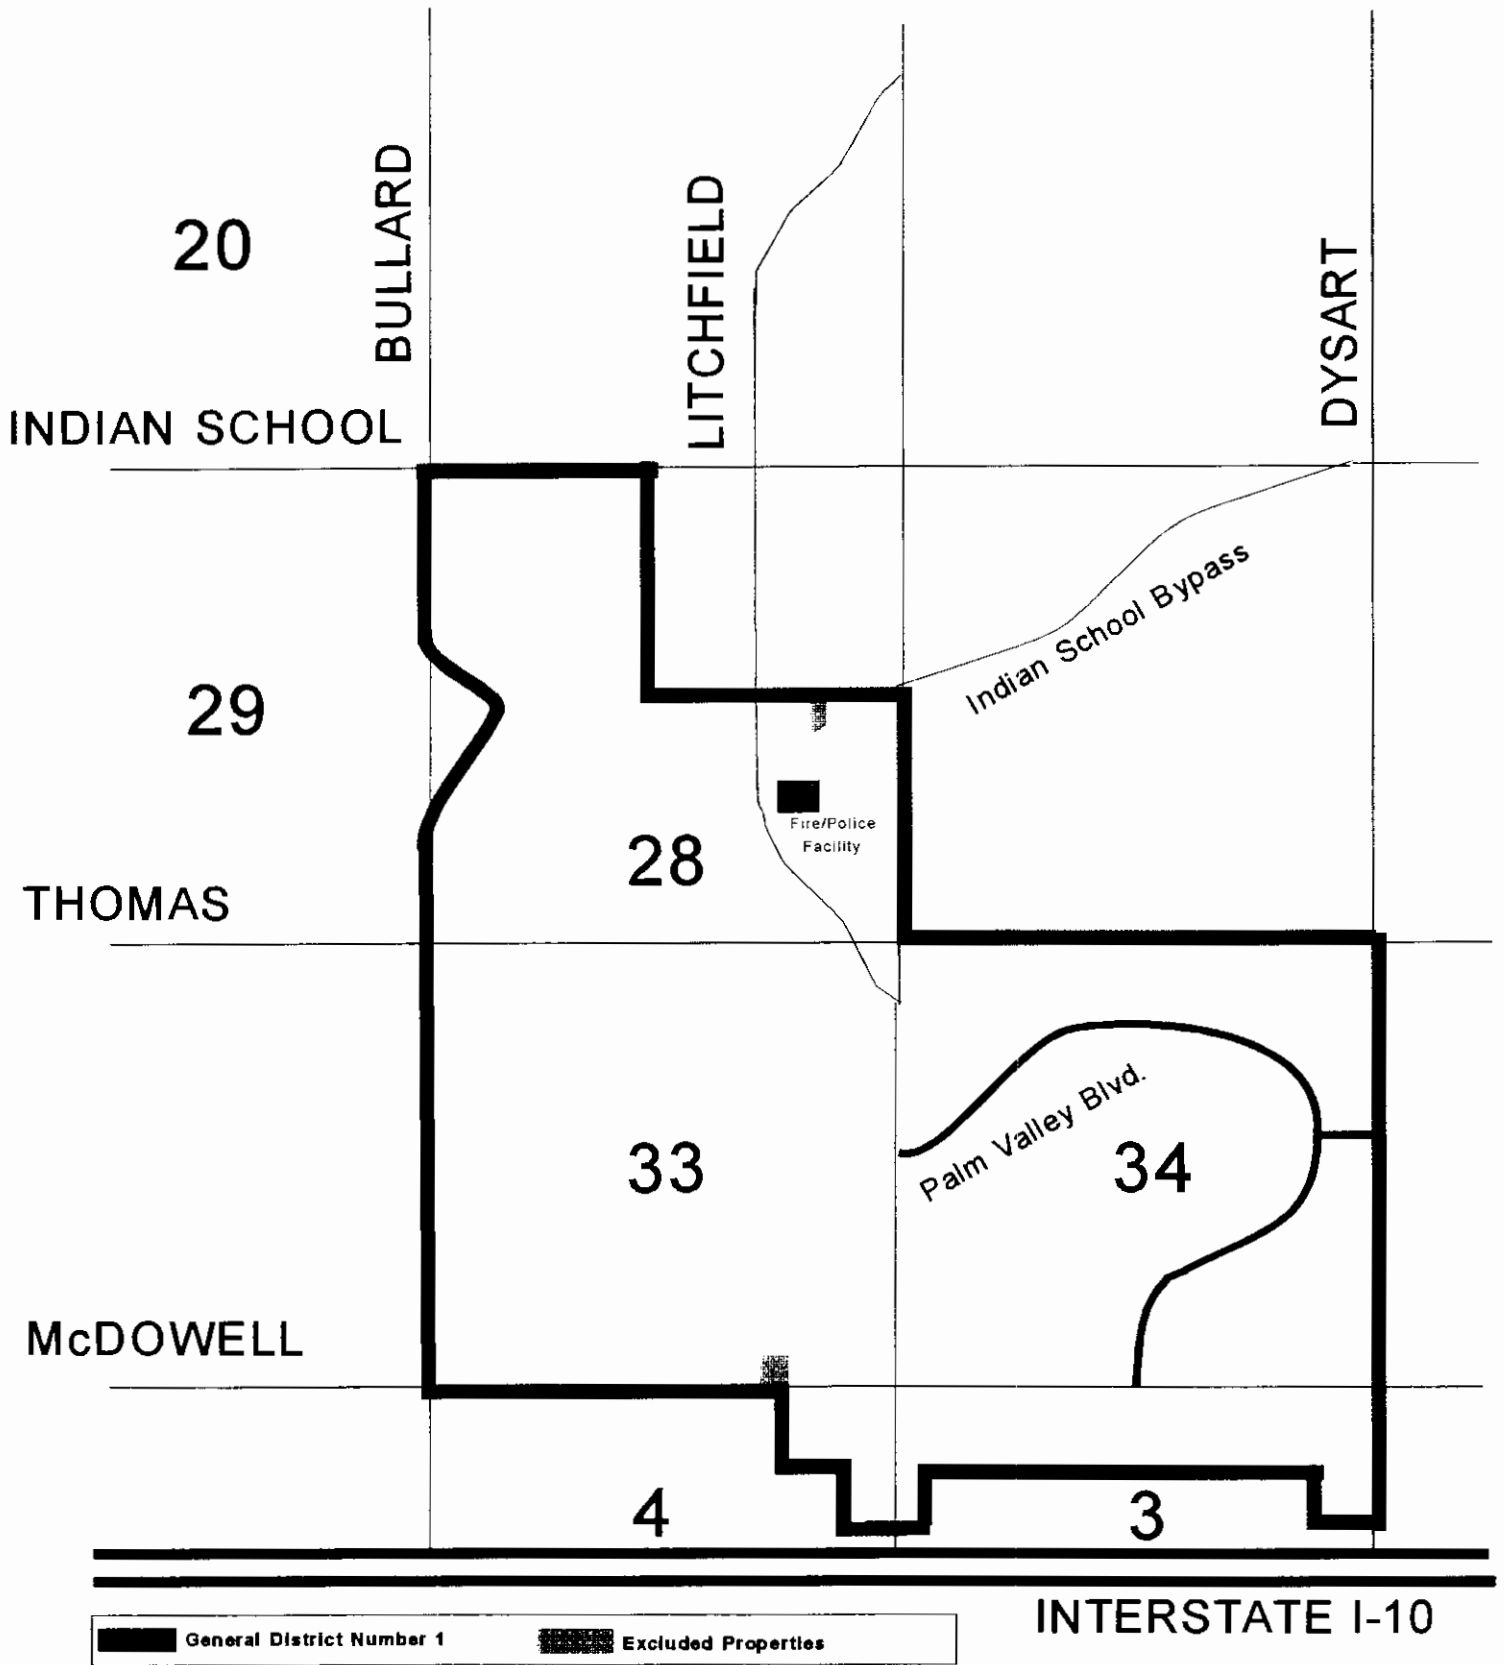 BULLARD
LITCHFIELD
DYSART
20
INDIAN SCHOOL
Indian School Bypass
29
Fire/Police
Facility
28
THOMAS
Palm Valley Blvd.
33
34
McDOWELL
4
3
INTERSTATE I-10
General District Number 1
Excluded Properties